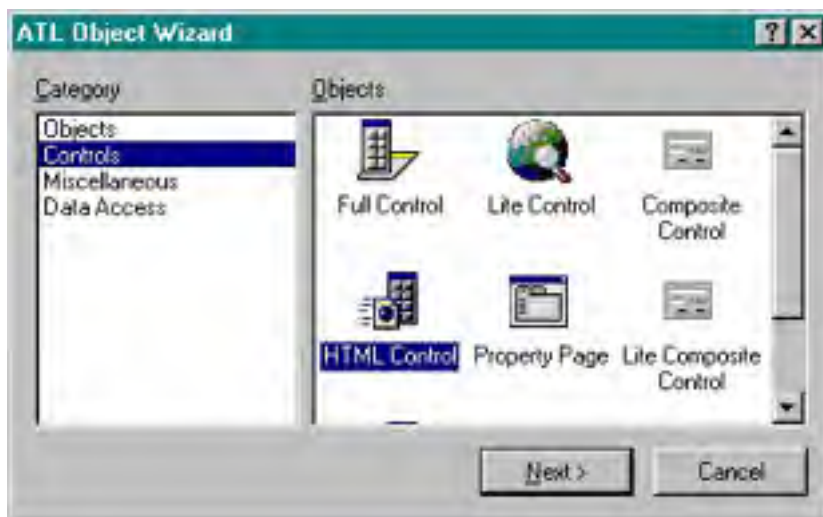 ATL Object Wizard
Category
Objects
Controls
Miscellaneous
Data Access
Objects
Full Control
Lite Control
Composite
Control
HTML Control
Property Page
Lite Composite
Control
Next >
Cancel